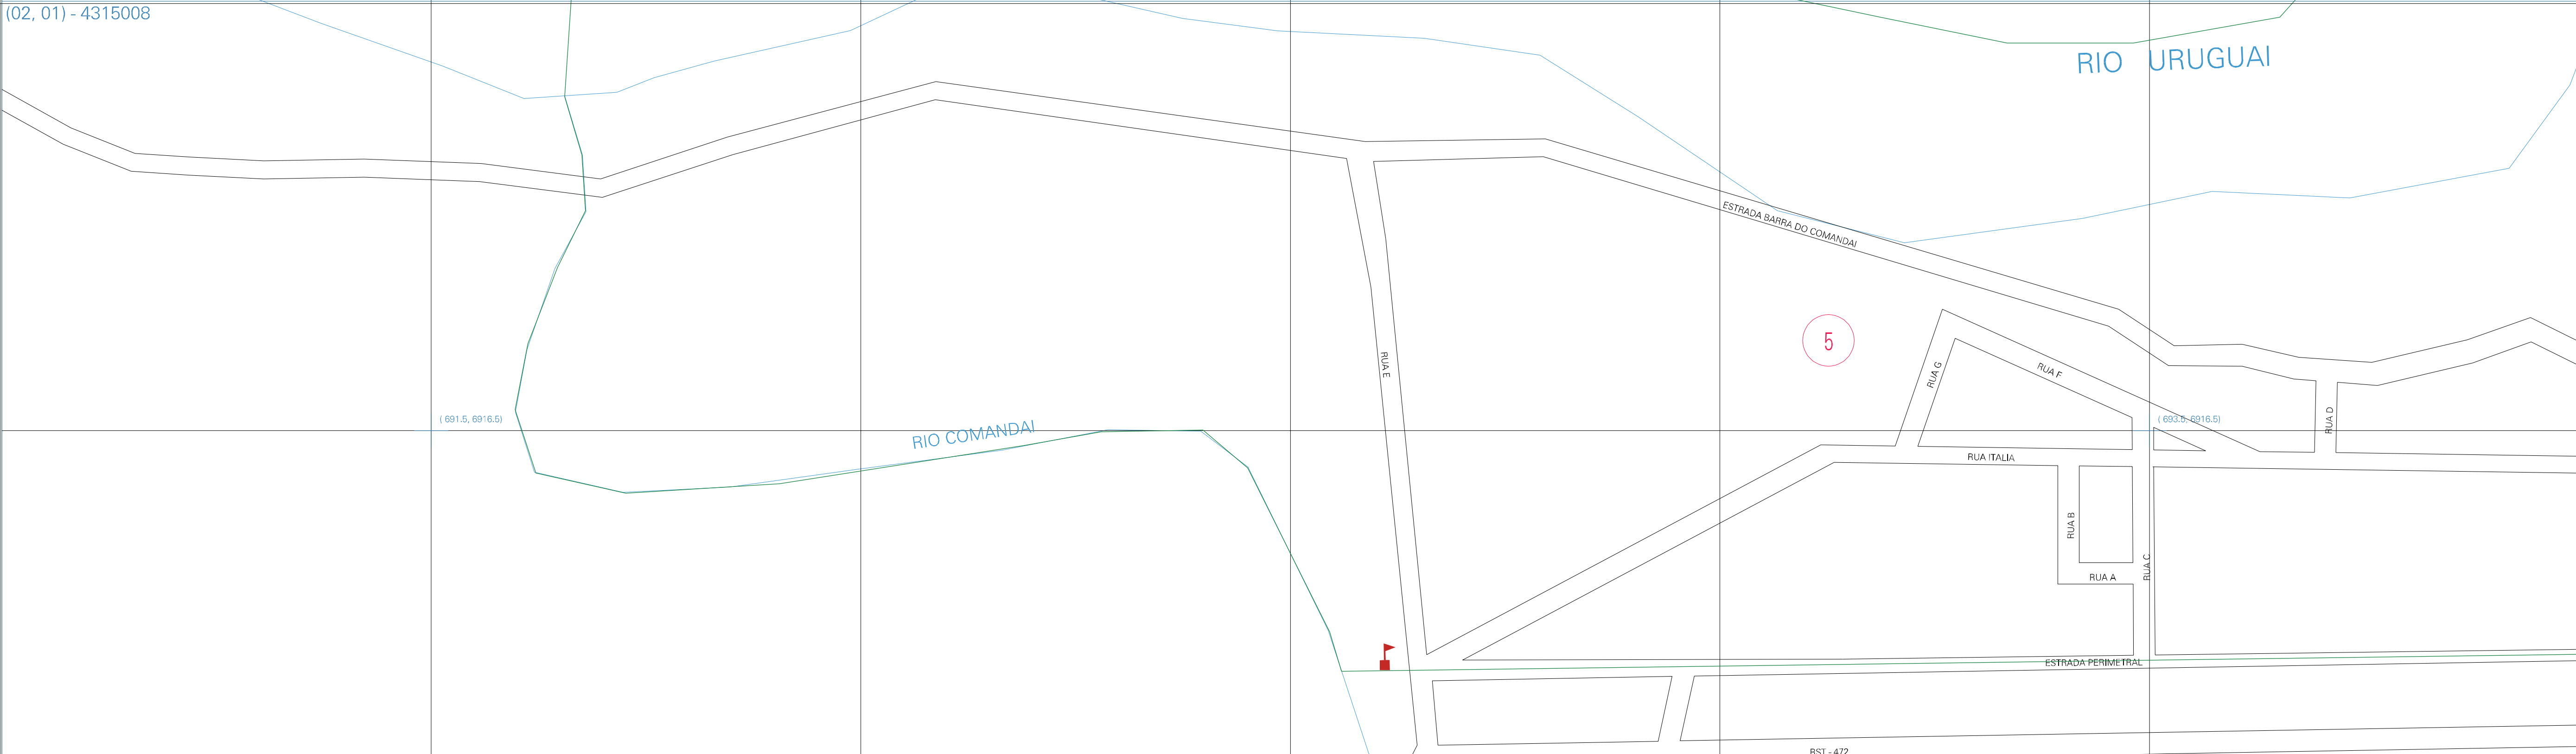 (02, 01) - 4315008
RIO URUGUAI
ESTRADA BARRA DO COMANDAI
5
RUA E
RUA G
RUA F
RUA D
( 691.5, 6916.5)
( 693.5, 6916.5)
RIO COMANDAI
RUA ITALIA
RUA B
RUA C
RUA A
ESTRADA PERIMETRAL
RST - 472